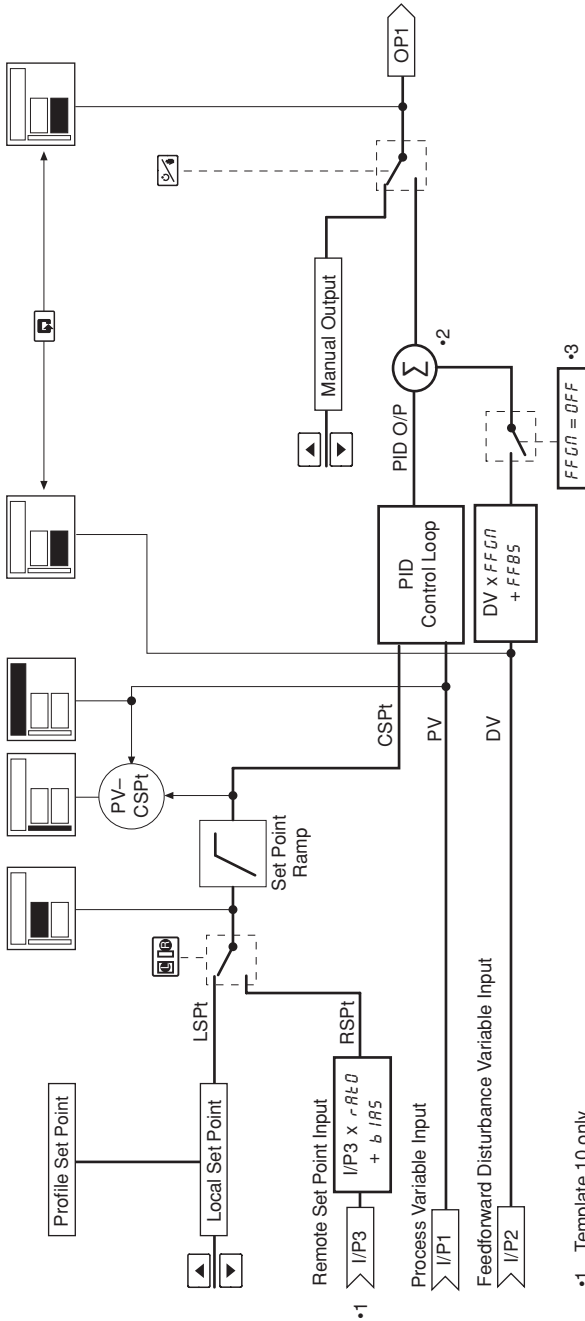 Profile Set Point
Local Set Point
LSPt
Remote Set Point Input
•1
I/P3
I/P3 x rAtO
+ bIAS
RSPt
L R
Set Point
Ramp
PV–
CSPt
CSPt
Process Variable Input
I/P1
PV
Feedforward Disturbance Variable Input
I/P2
DV
PID
Control Loop
DV x FFGN
+ FFBS
PID O/P
Σ
•2
FFGN = OFF
•3
Manual Output
OP1
•1 Template 10 only